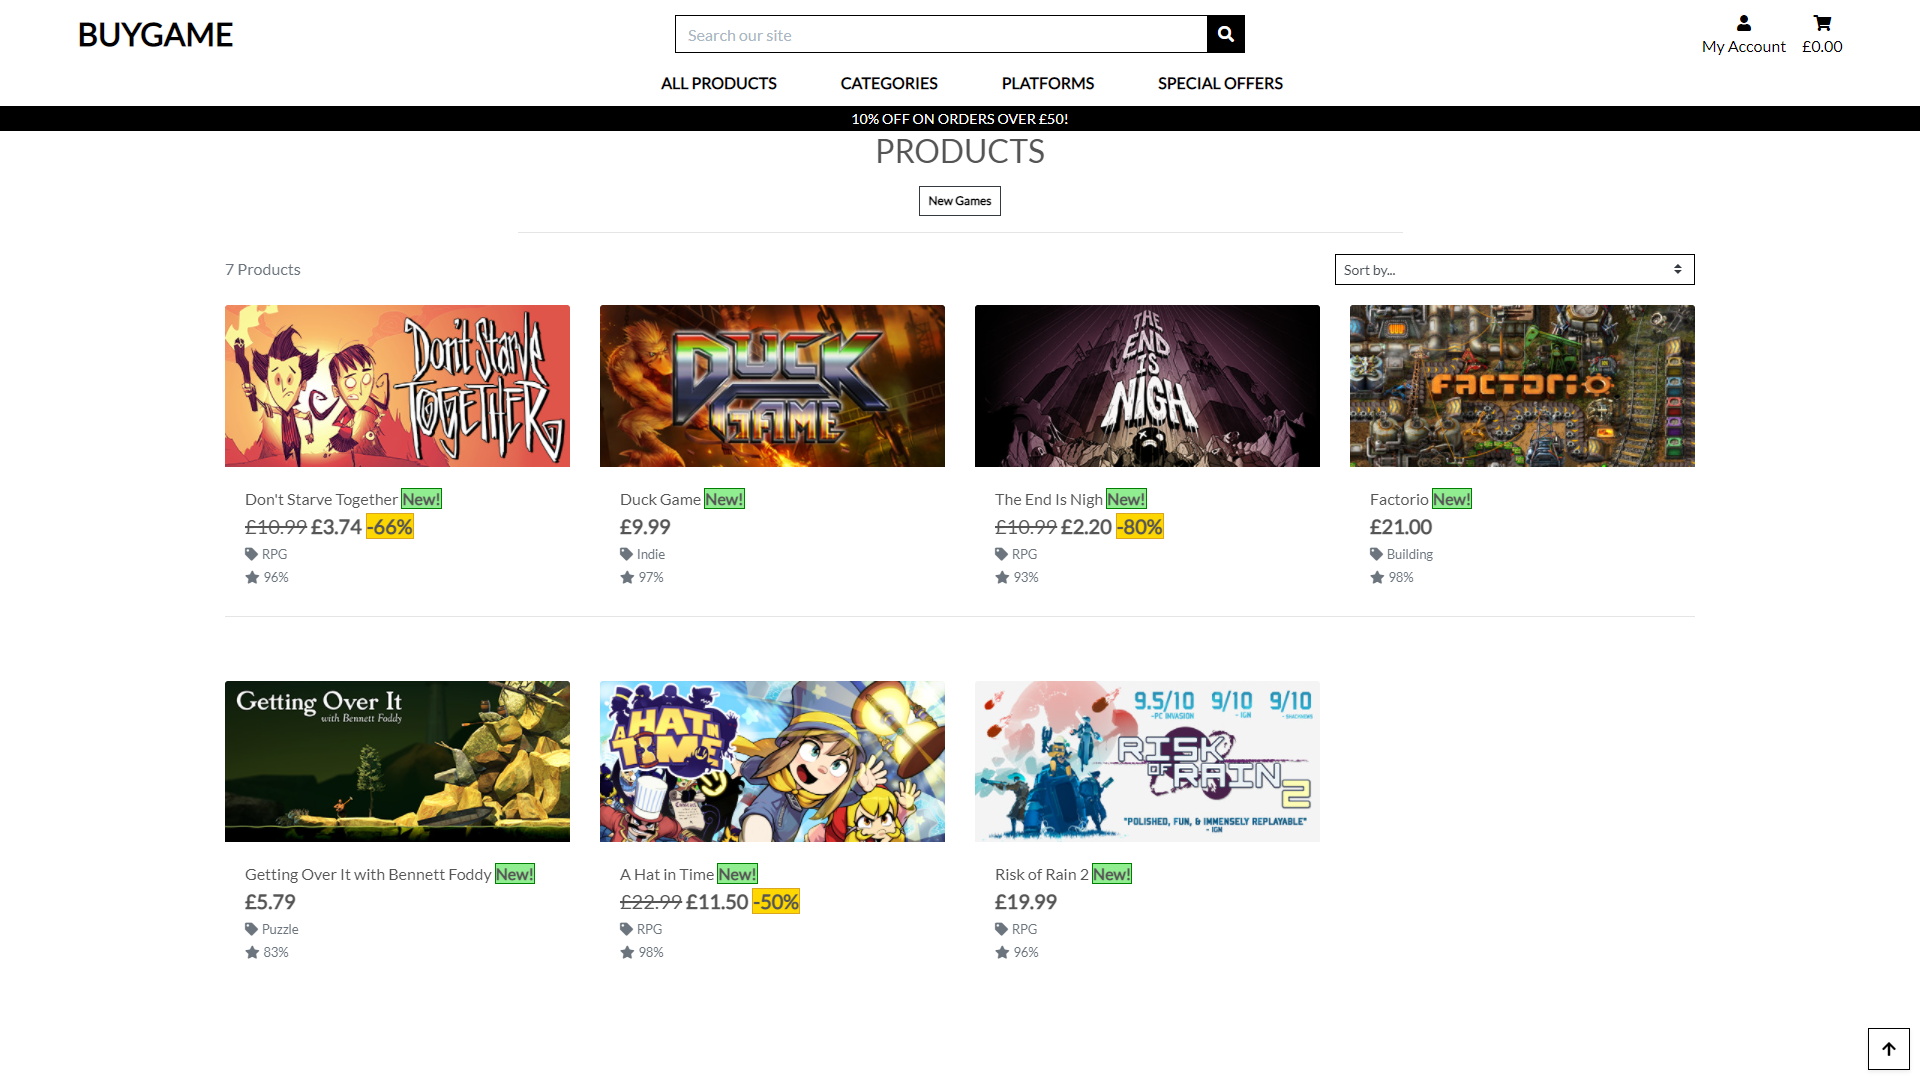 BUYGAME
Search our site
My Account
£0.00
ALL PRODUCTS
CATEGORIES
PLATFORMS
SPECIAL OFFERS
10% OFF ON ORDERS OVER £50!
PRODUCTS
New Games
7 Products
Sort by...
Don't Starve
TOGETHER
DUCK
GAME
THE
END
IS
NIGH
FACTORIO
Don't Starve Together New!
£10.99 £3.74 -66%
RPG
96%
Duck Game New!
£9.99
Indie
97%
The End Is Nigh New!
£10.99 £2.20 -80%
RPG
93%
Factorio New!
£21.00
Building
98%
Getting Over It
with Bennett Foddy
A HAT IN
TIME
9.5/10 9/10 9/10
-PC INVASION -IGN
RISK
OF RAIN
2
"POLISHED, FUN, & IMMENSELY REPLAYABLE"
- IGN
Getting Over It with Bennett Foddy New!
£5.79
Puzzle
83%
A Hat in Time New!
£22.99 £11.50 -50%
RPG
98%
Risk of Rain 2 New!
£19.99
RPG
96%